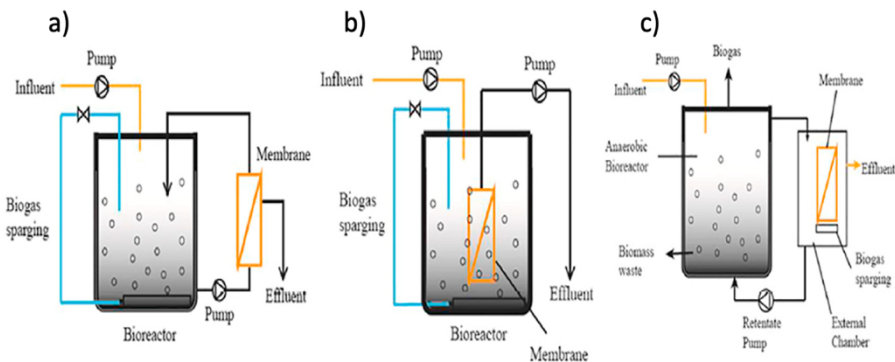 a)
Pump
Influent
Membrane
Biogas
sparging
Pump
Effluent
Bioreactor
b)
Pump
Pump
Influent
Biogas
sparging
Effluent
Bioreactor
Membrane
c)
Biogas
Pump
Membrane
Influent
Anaerobic
Bioreactor
Effluent
Biomass
waste
Biogas
sparging
Retentate
Pump
External
Chamber